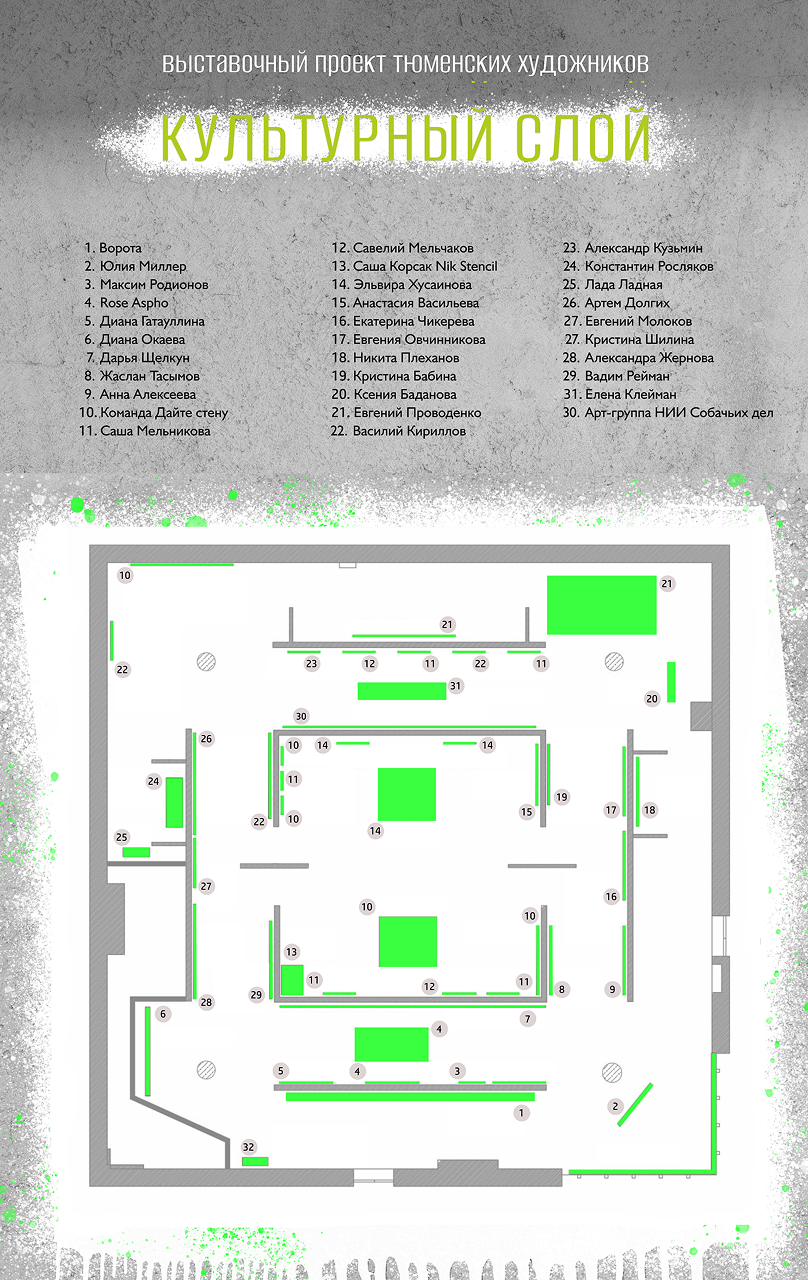 выставочный проект тюменских художников
КУЛЬТУРНЫЙ СЛОЙ
1. Ворота
2. Юлия Миллер
3. Максим Родионов
4. Rose Aspho
5. Диана Гатауллина
6. Диана Окаева
7. Дарья Щелкун
8. Жаслан Тасымов
9. Анна Алексеева
10. Команда Дайте стену
11. Саша Мельникова
12. Савелий Мельчаков
13. Саша Корсак Nik Stencil
14. Эльвира Хусаинова
15. Анастасия Васильева
16. Екатерина Чикерева
17. Евгения Овчинникова
18. Никита Плеханов
19. Кристина Бабина
20. Ксения Баданова
21. Евгений Проводенко
22. Василий Кириллов
23. Александр Кузьмин
24. Константин Росляков
25. Лада Ладная
26. Артем Долгих
27. Евгений Молоков
27. Кристина Шилина
28. Александра Жернова
29. Вадим Рейман
31. Елена Клейман
30. Арт-группа НИИ Собачьих дел
10
21
21
22
23 12 11 22 11
31
20
30
26
10 14 14
24
11
19
22
10
15
17
18
14
25
27
16
10
10
13
11
12
11
28
29
8
9
6
7
4
5
4
3
1
2
32